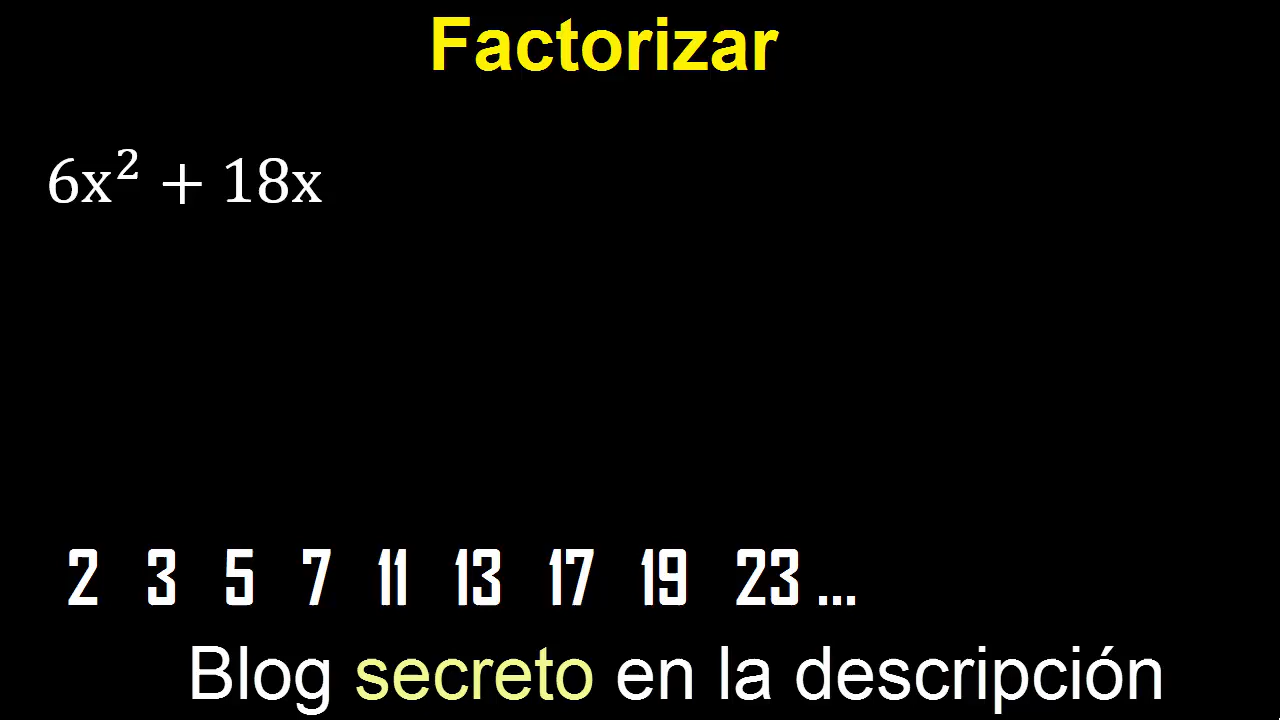 Factorizar
6x² + 18x
2 3 5 7 11 13 17 19 23 ...
Blog secreto en la descripción